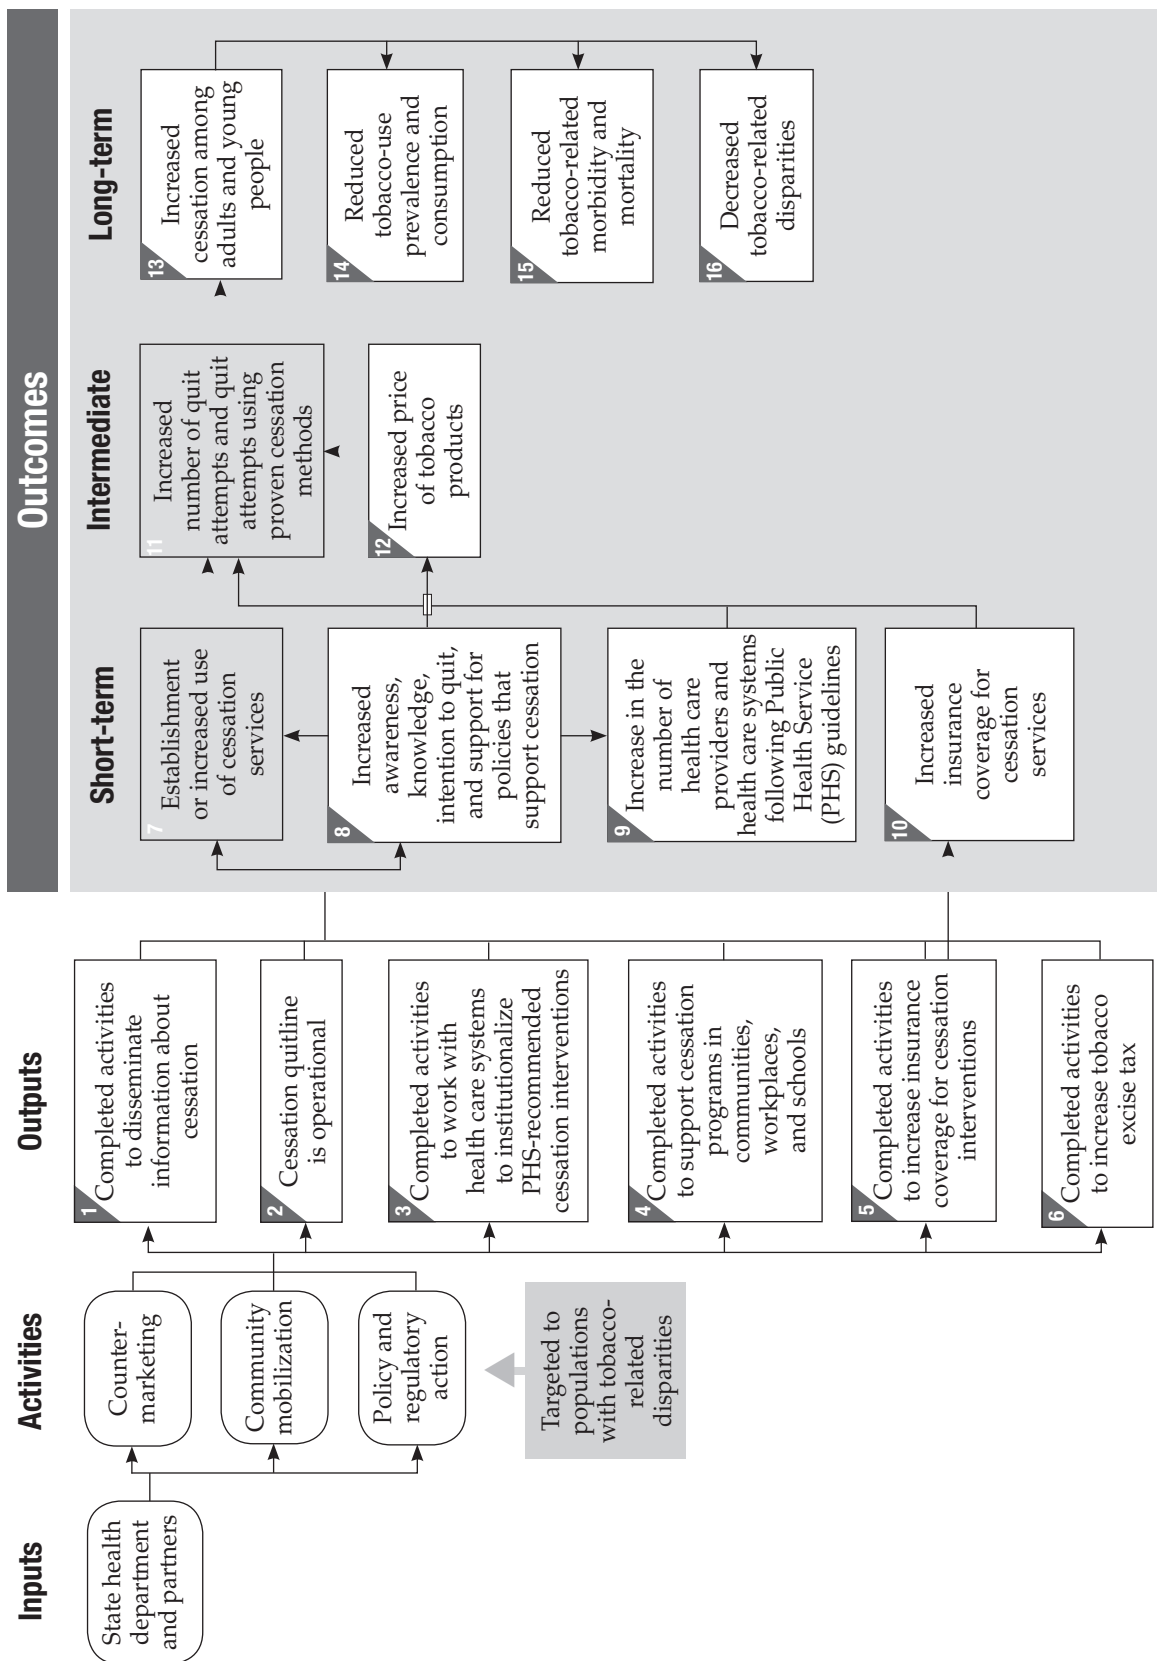 Outcomes
Inputs
Activities
Outputs
Short-term
Intermediate
Long-term
State health
department
and partners
Counter-
marketing
Community
mobilization
Policy and
regulatory
action
Targeted to
populations
with tobacco-
related
disparities
1
Completed activities
to disseminate
information about
cessation
2
Cessation quitline
is operational
3
Completed activities
to work with
health care systems
to institutionalize
PHS-recommended
cessation interventions
4
Completed activities
to support cessation
programs in
communities,
workplaces,
and schools
5
Completed activities
to increase insurance
coverage for cessation
interventions
6
Completed activities
to increase tobacco
excise tax
7
Establishment
or increased use
of cessation
services
8
Increased
awareness,
knowledge,
intention to quit,
and support for
policies that
support cessation
9
Increase in the
number of
health care
providers and
health care systems
following Public
Health Service
(PHS) guidelines
10
Increased
insurance
coverage for
cessation
services
11
Increased
number of quit
attempts and quit
attempts using
proven cessation
methods
12
Increased price
of tobacco
products
13
Increased
cessation among
adults and young
people
14
Reduced
tobacco-use
prevalence and
consumption
15
Reduced
tobacco-related
morbidity and
mortality
16
Decreased
tobacco-related
disparities